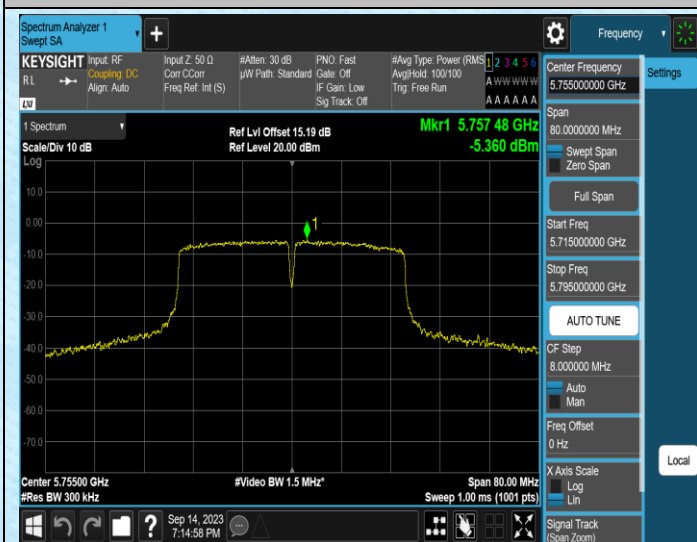 Spectrum Analyzer 1
Swept SA
Frequency
KEYSIGHT
R L
LXI
Input: RF
Coupling: DC
Align: Auto
Input Z: 50 Ω
Corr CCorr
Freq Ref: Int (S)
#Atten: 30 dB
µW Path: Standard
PNO: Fast
Gate: Off
IF Gain: Low
Sig Track: Off
#Avg Type: Power (RMS
Avg|Hold: 100/100
Trig: Free Run
1 2 3 4 5 6
A W W W W W
A A A A A A
1 Spectrum
Scale/Div 10 dB
Log
Ref Lvl Offset 15.19 dB
Ref Level 20.00 dBm
Mkr1 5.757 48 GHz
-5.360 dBm
1
10.0
0.00
-10.0
-20.0
-30.0
-40.0
-50.0
-60.0
-70.0
Center 5.75500 GHz
#Res BW 300 kHz
#Video BW 1.5 MHz*
Span 80.00 MHz
Sweep 1.00 ms (1001 pts)
?
Sep 14, 2023
7:14:58 PM
Center Frequency
5.755000000 GHz
Settings
Span
80.0000000 MHz
Swept Span
Zero Span
Full Span
Start Freq
5.715000000 GHz
Stop Freq
5.795000000 GHz
AUTO TUNE
CF Step
8.000000 MHz
Auto
Man
Freq Offset
0 Hz
X Axis Scale
Log
Lin
Local
Signal Track
(Span Zoom)